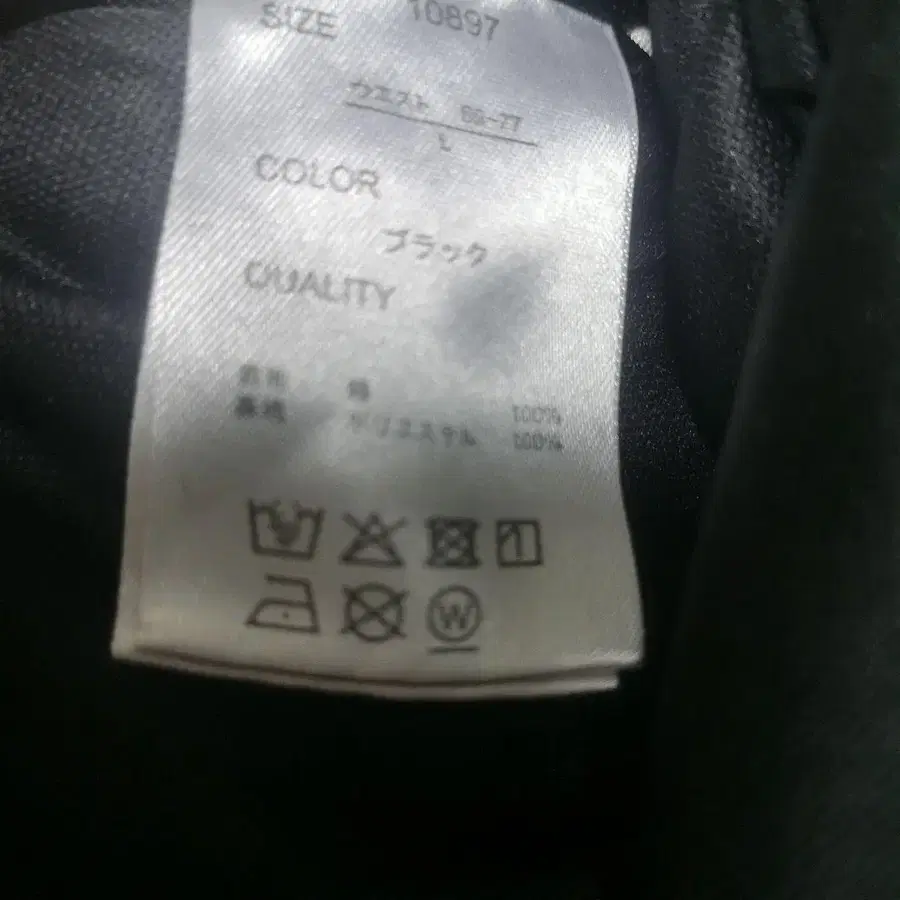 10897
SIZE
ウエスト 69-77
L
COLOR
ブラック
QUALITY
表地 綿 100%
裏地 ポリエステル 100%
W